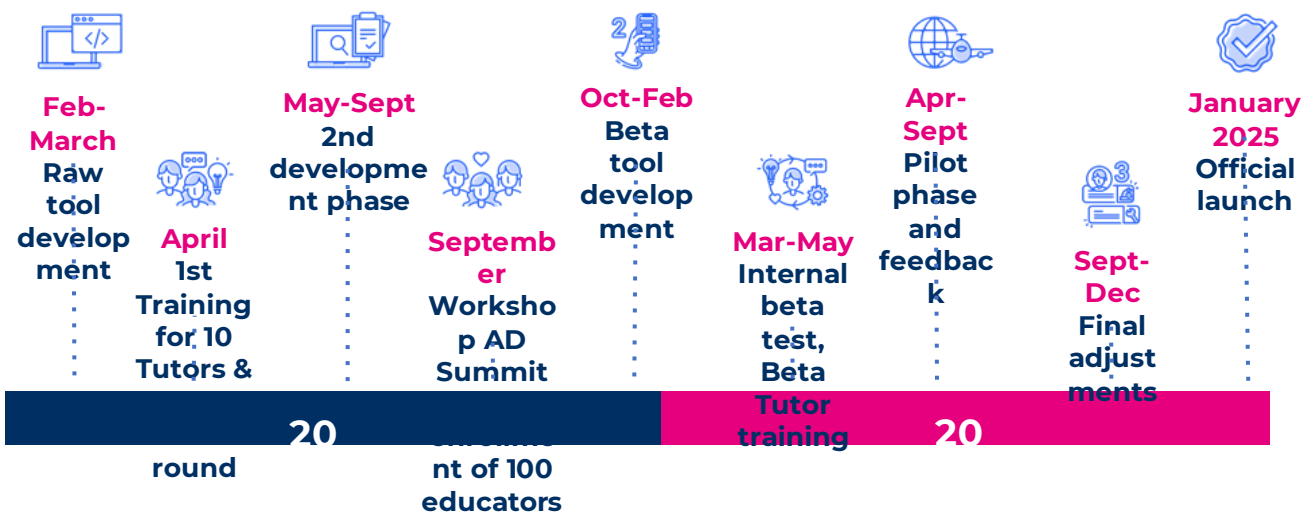 </>
Feb-
March
Raw
tool
develop
ment
April
1st
Training
for 10
Tutors &
round
May-Sept
2nd
developme
nt phase
Septemb
er
Worksho
p AD
Summit
nt of 100
educators
2
Oct-Feb
Beta
tool
develop
ment
Mar-May
Internal
beta
test,
Beta
Tutor
training
Apr-
Sept
Pilot
phase
and
feedbac
k
3
Sept-
Dec
Final
adjust
ments
January
2025
Official
launch
20
20